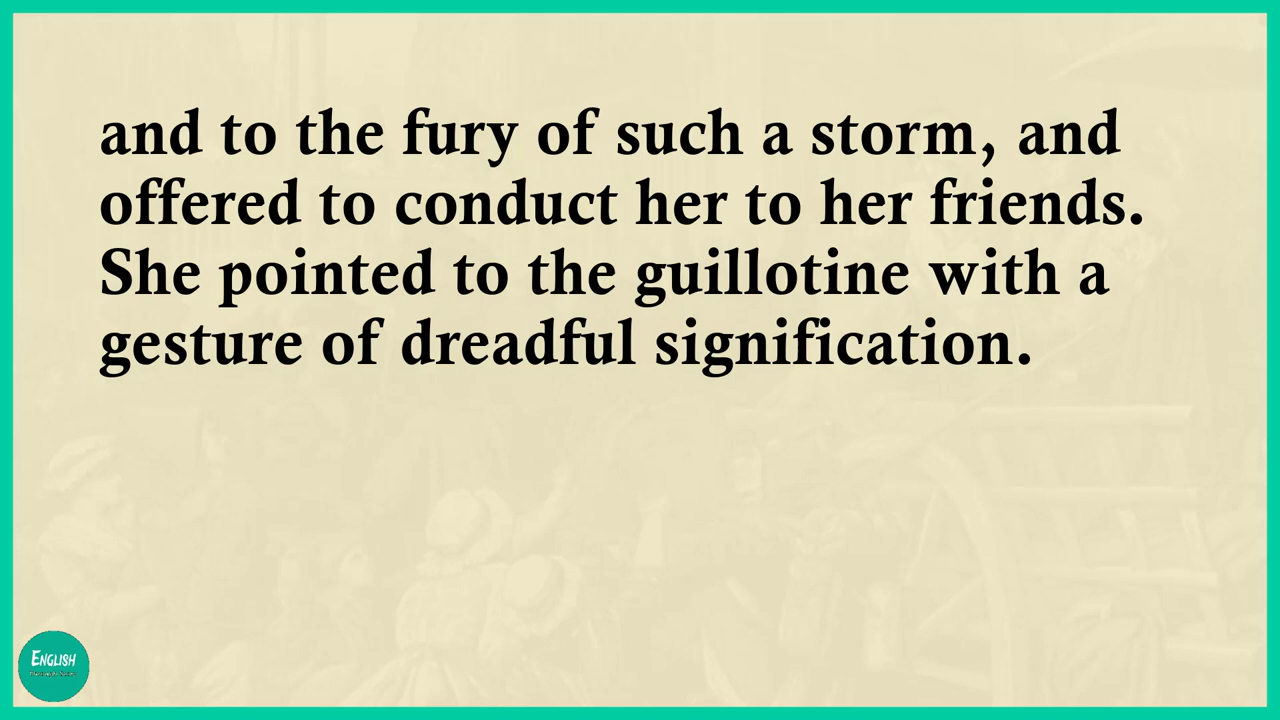 and to the fury of such a storm, and
offered to conduct her to her friends.
She pointed to the guillotine with a
gesture of dreadful signification.
English